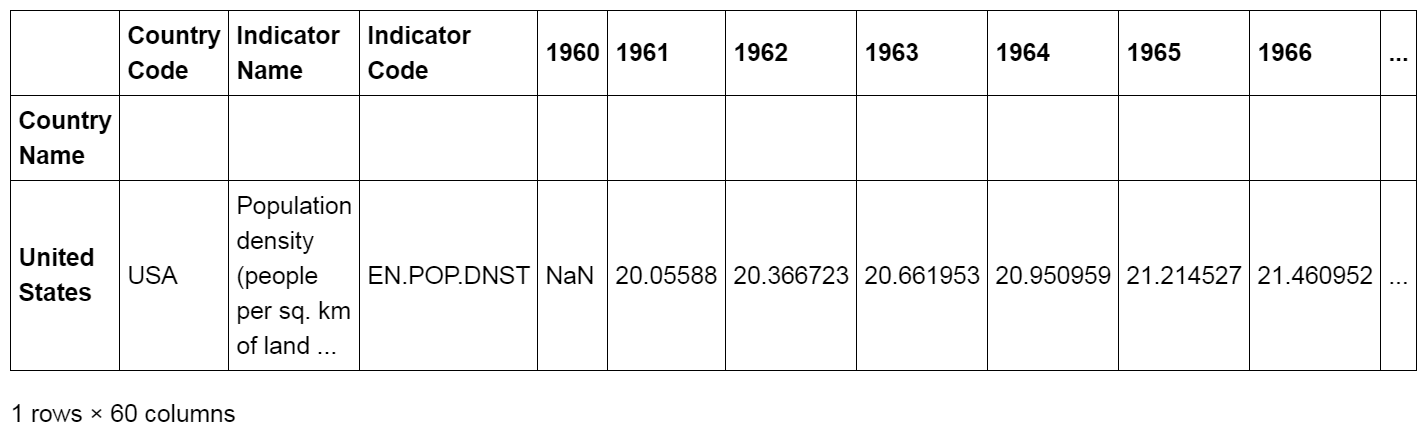 Country Code Indicator Name Indicator Code 1960 1961 1962 1963 1964 1965 1966 ...
Country Name
United States USA Population density (people per sq. km of land ... EN.POP.DNST NaN 20.05588 20.366723 20.661953 20.950959 21.214527 21.460952 ...
1 rows × 60 columns